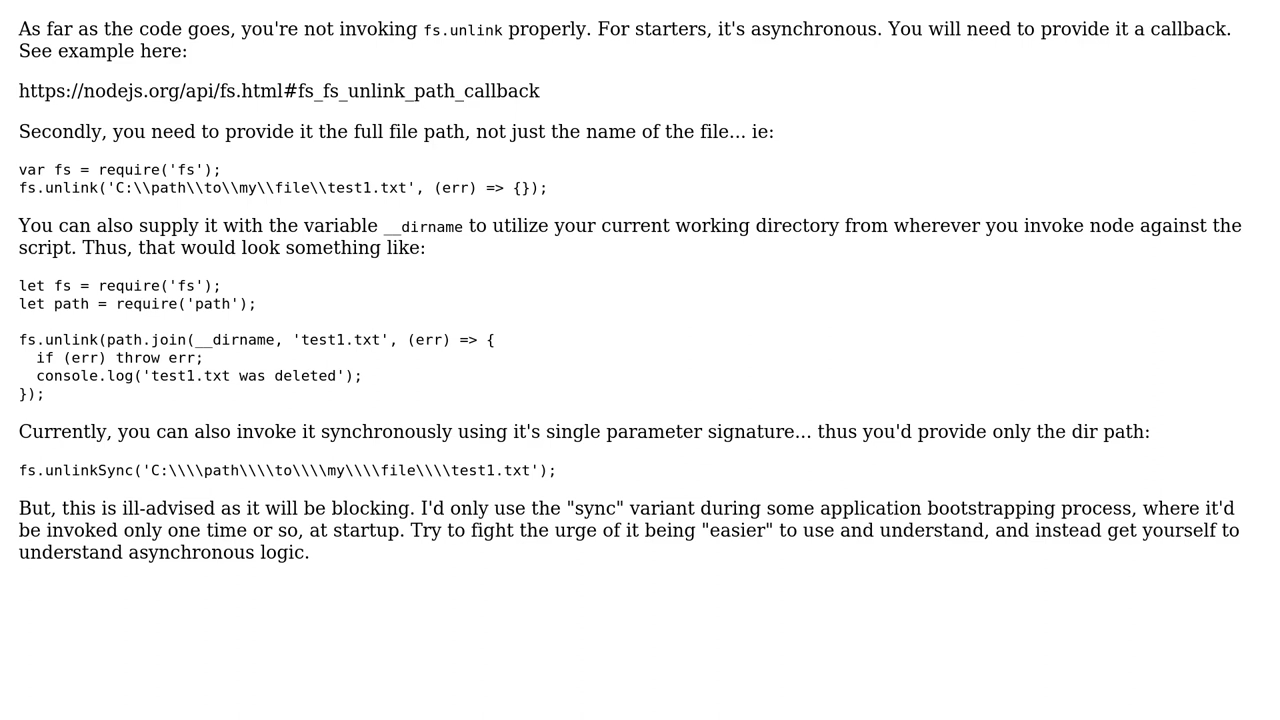 As far as the code goes, you're not invoking fs.unlink properly. For starters, it's asynchronous. You will need to provide it a callback.
See example here:
https://nodejs.org/api/fs.html#fs_fs_unlink_path_callback
Secondly, you need to provide it the full file path, not just the name of the file... ie:
var fs = require('fs');
fs.unlink('C:\\path\\to\\my\\file\\test1.txt', (err) => {});
You can also supply it with the variable __dirname to utilize your current working directory from wherever you invoke node against the
script. Thus, that would look something like:
let fs = require('fs');
let path = require('path');
fs.unlink(path.join(__dirname, 'test1.txt', (err) => {
  if (err) throw err;
  console.log('test1.txt was deleted');
});
Currently, you can also invoke it synchronously using it's single parameter signature... thus you'd provide only the dir path:
fs.unlinkSync('C:\\\\path\\\\to\\\\my\\\\file\\\\test1.txt');
But, this is ill-advised as it will be blocking. I'd only use the "sync" variant during some application bootstrapping process, where it'd
be invoked only one time or so, at startup. Try to fight the urge of it being "easier" to use and understand, and instead get yourself to
understand asynchronous logic.